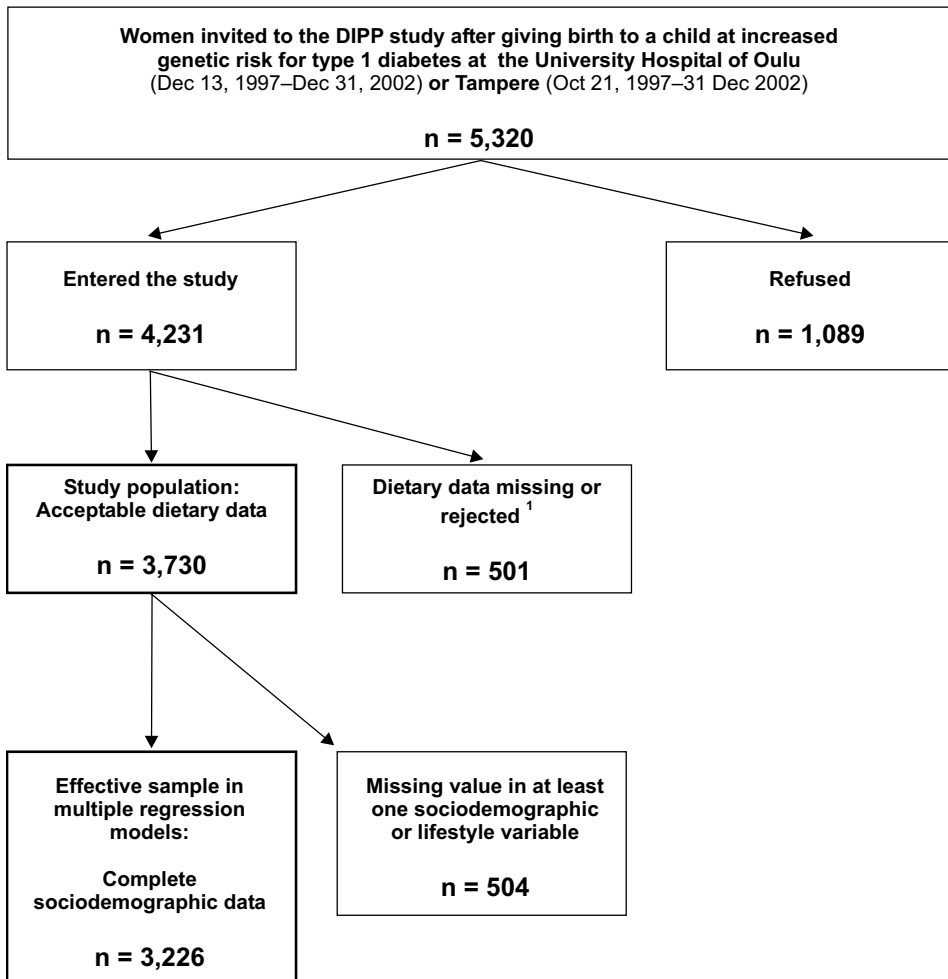 Women invited to the DIPP study after giving birth to a child at increased
genetic risk for type 1 diabetes at  the University Hospital of Oulu
(Dec 13, 1997–Dec 31, 2002) or Tampere (Oct 21, 1997–31 Dec 2002)
n = 5,320
Entered the study
n = 4,231
Refused
n = 1,089
Study population:
Acceptable dietary data
n = 3,730
Dietary data missing or
rejected 1
n = 501
Effective sample in
multiple regression
models:
Complete
sociodemographic data
n = 3,226
Missing value in at least
one sociodemographic
or lifestyle variable
n = 504